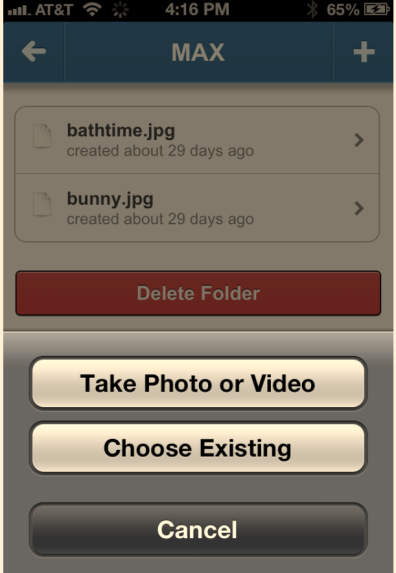 AT&T 4:16 PM 65%
MAX
bathtime.jpg
created about 29 days ago
bunny.jpg
created about 29 days ago
Delete Folder
Take Photo or Video
Choose Existing
Cancel